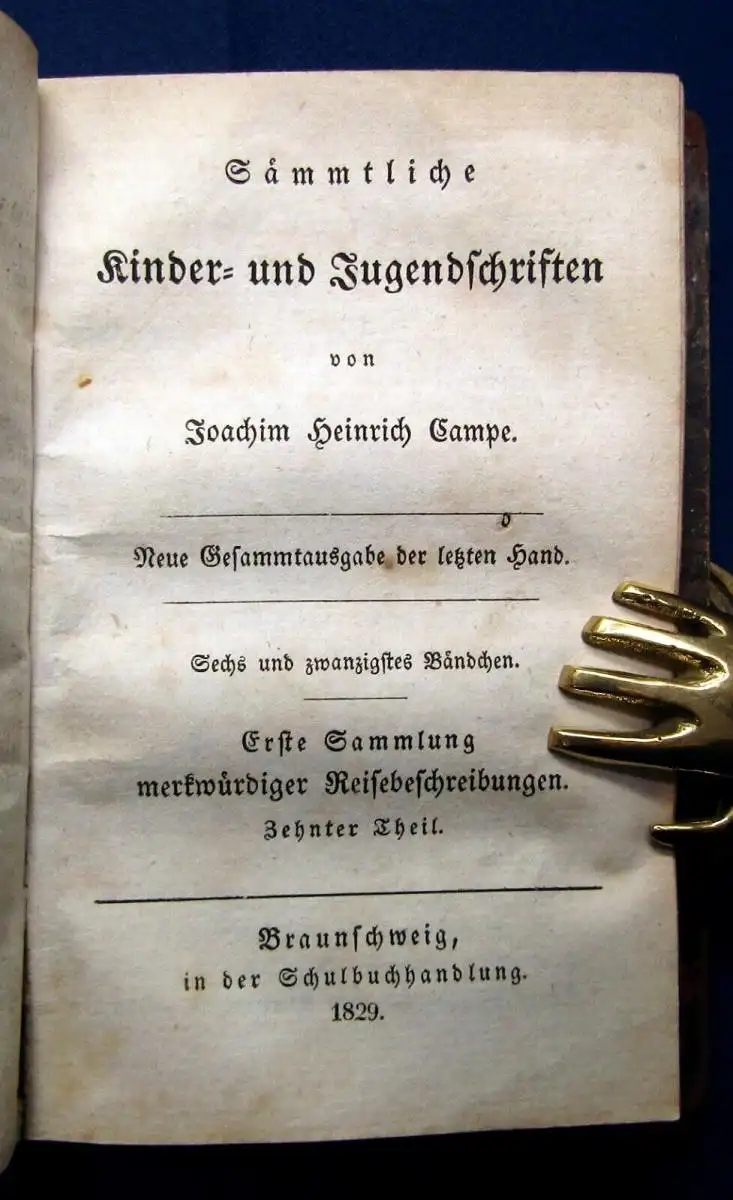 Sämmtliche
Kinder- und Jugendschriften
von
Joachim Heinrich Campe.
Neue Gesammtausgabe der letzten Hand.
Sechs und zwanzigstes Bändchen.
Erste Sammlung
merkwürdiger Reisebeschreibungen.
Zehnter Theil.
Braunschweig,
in der Schulbuchhandlung.
1829.